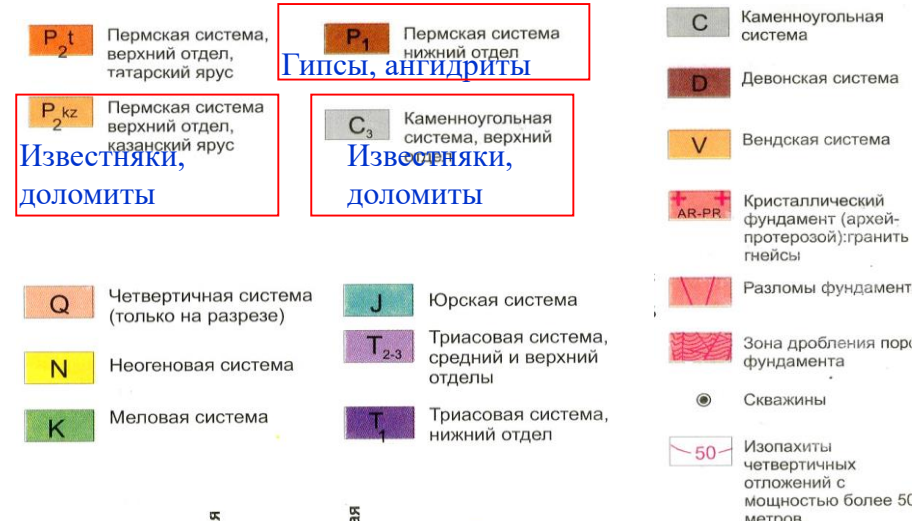 P₂t
Пермская система,
верхний отдел,
татарский ярус
P₂kz
Пермская система
верхний отдел,
казанский ярус
Известняки,
доломиты
P₁
Пермская система
нижний отдел
Гипсы, ангидриты
C₃
Каменноугольная
система, верхний
отдел
Известняки,
доломиты
Q
Четвертичная система
(только на разрезе)
N
Неогеновая система
K
Меловая система
J
Юрская система
T₂₋₃
Триасовая система,
средний и верхний
отделы
T₁
Триасовая система,
нижний отдел
C
Каменноугольная
система
D
Девонская система
V
Вендская система
AR-PR
Кристаллический
фундамент (архей-
протерозой):гранить
гнейсы
Разломы фундамент
Зона дробления поро
фундамента
Скважины
50
Изопахиты
четвертичных
отложений с
мощностью более 50
метров